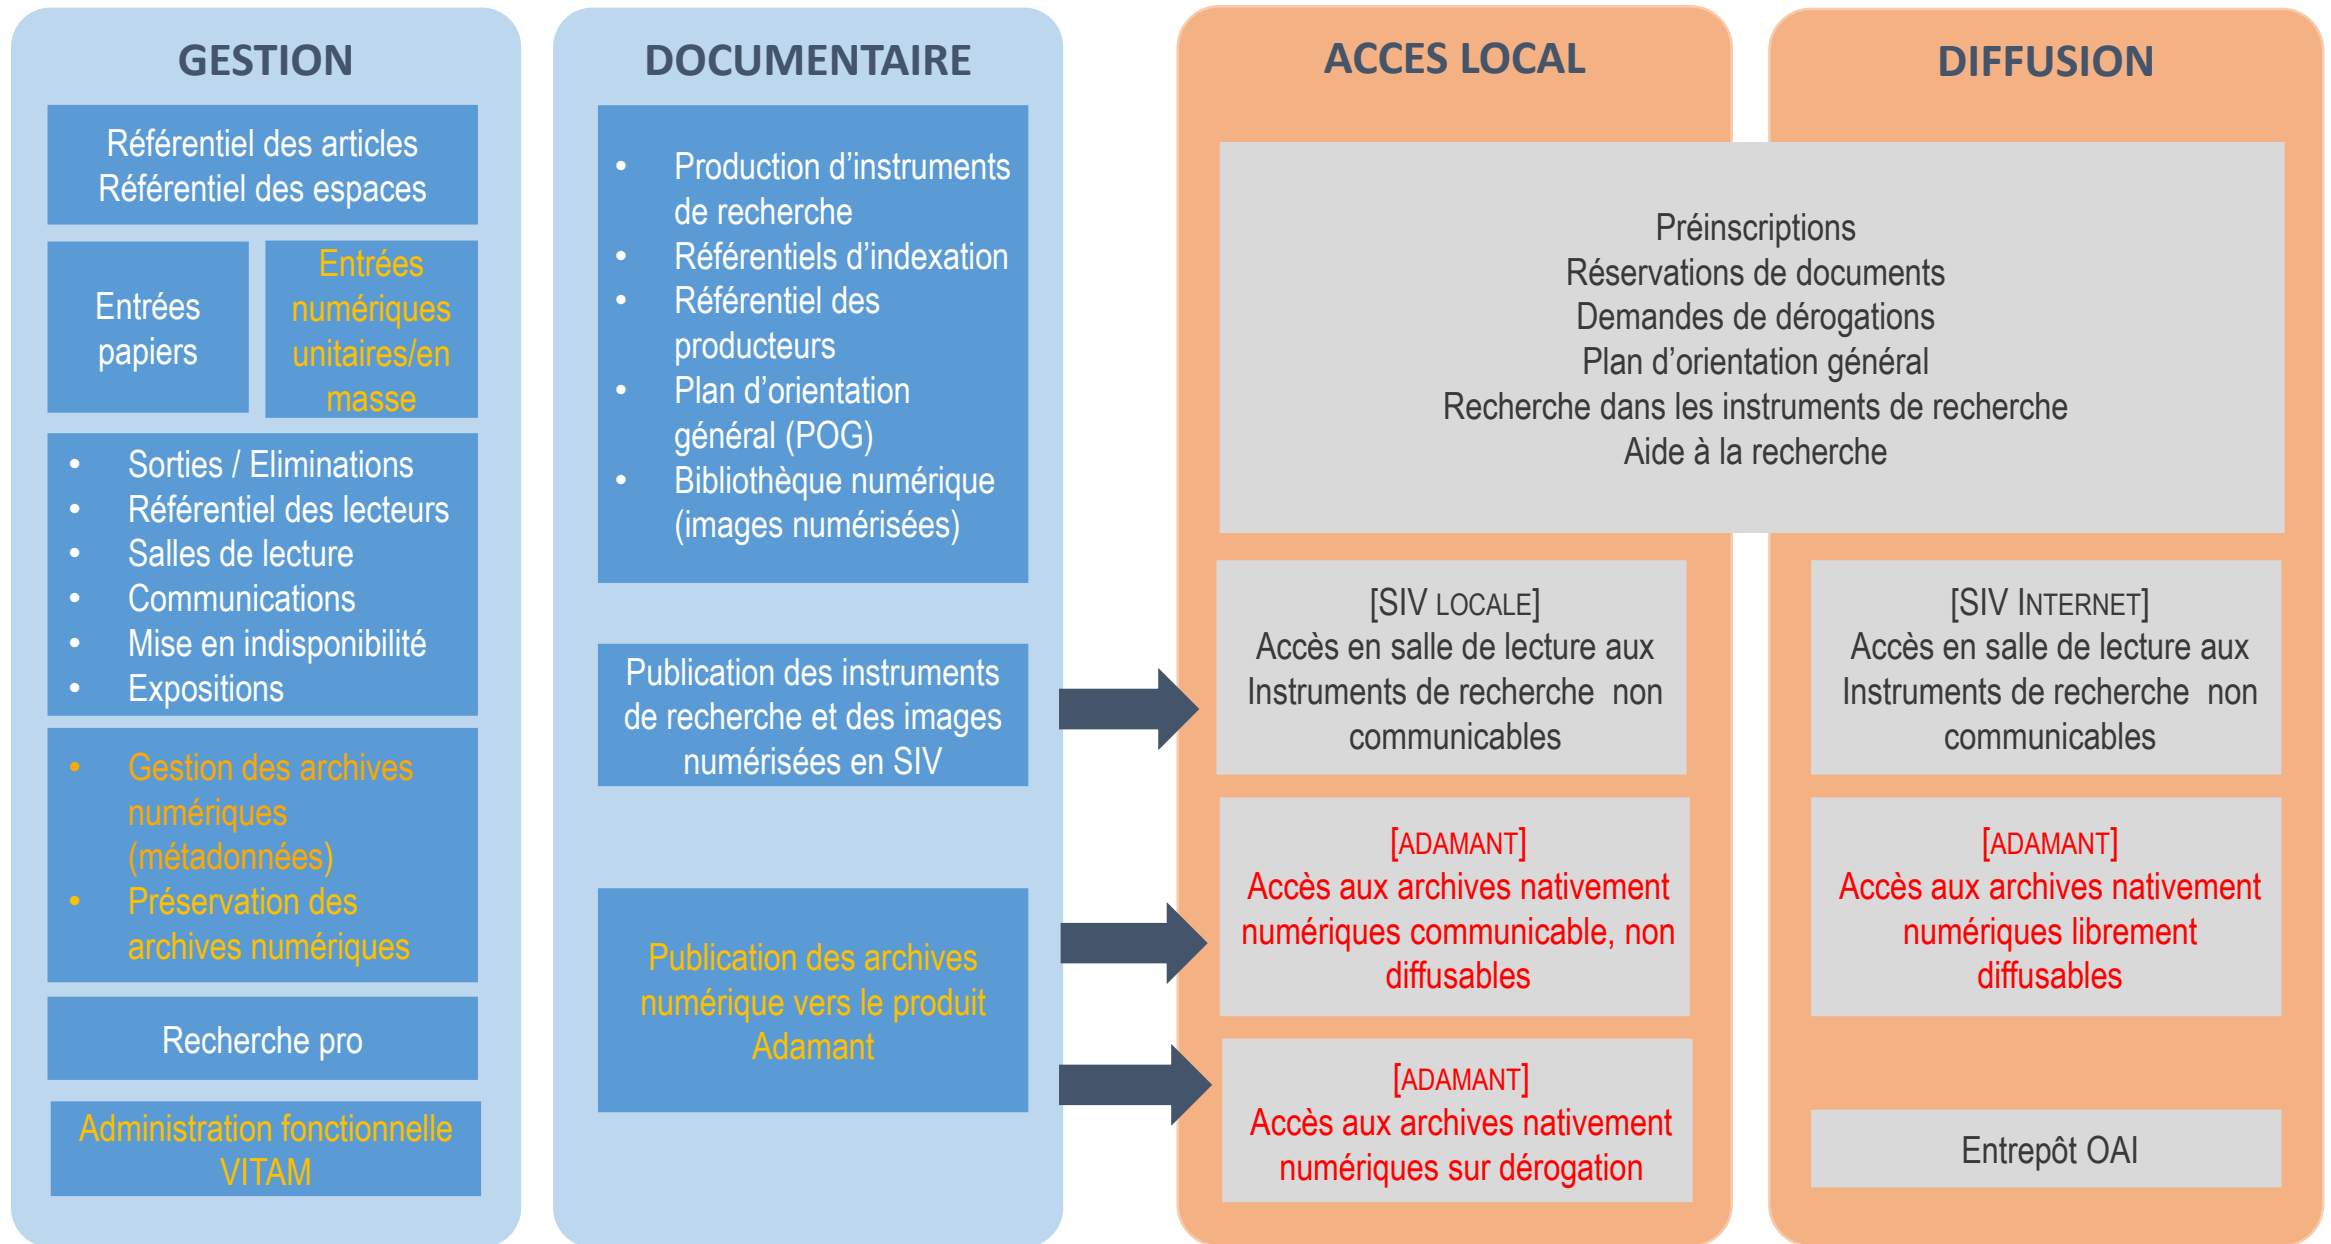 GESTION
Référentiel des articles
Référentiel des espaces
Entrées
papiers
Entrées
numériques
unitaires/en
masse
• Sorties / Eliminations
• Référentiel des lecteurs
• Salles de lecture
• Communications
• Mise en indisponibilité
• Expositions
• Gestion des archives
numériques
(métadonnées)
• Préservation des
archives numériques
Recherche pro
Administration fonctionnelle
VITAM
DOCUMENTAIRE
• Production d’instruments
de recherche
• Référentiels d’indexation
• Référentiel des
producteurs
• Plan d’orientation
général (POG)
• Bibliothèque numérique
(images numérisées)
Publication des instruments
de recherche et des images
numérisées en SIV
Publication des archives
numérique vers le produit
Adamant
ACCES LOCAL
DIFFUSION
Préinscriptions
Réservations de documents
Demandes de dérogations
Plan d’orientation général
Recherche dans les instruments de recherche
Aide à la recherche
[SIV LOCALE]
Accès en salle de lecture aux
Instruments de recherche non
communicables
[ADAMANT]
Accès aux archives nativement
numériques communicable, non
diffusables
[ADAMANT]
Accès aux archives nativement
numériques sur dérogation
[SIV INTERNET]
Accès en salle de lecture aux
Instruments de recherche non
communicables
[ADAMANT]
Accès aux archives nativement
numériques librement
diffusables
Entrepôt OAI